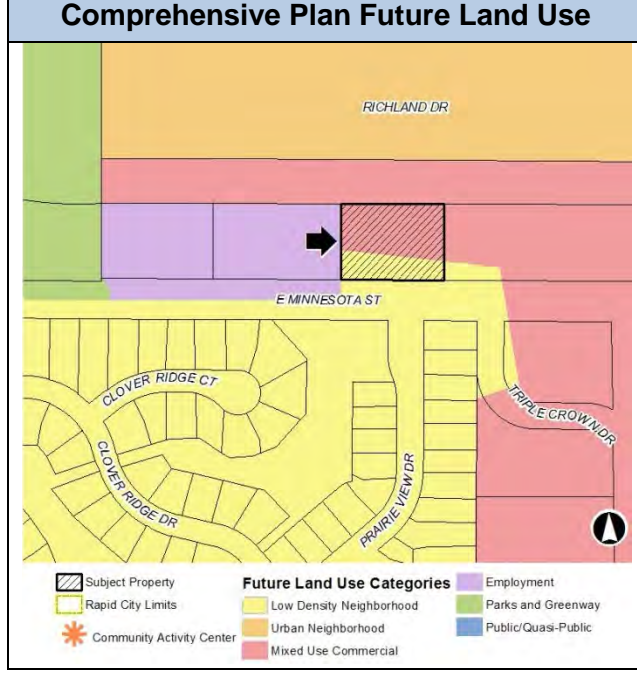 Comprehensive Plan Future Land Use
RICHLAND DR
E MINNESOTA ST
CLOVER RIDGE CT
TRIPLE CROWN DR
CLOVER RIDGE DR
PRAIRIE VIEW DR
Subject Property
Rapid City Limits
Community Activity Center
Future Land Use Categories
Low Density Neighborhood
Urban Neighborhood
Mixed Use Commercial
Employment
Parks and Greenway
Public/Quasi-Public